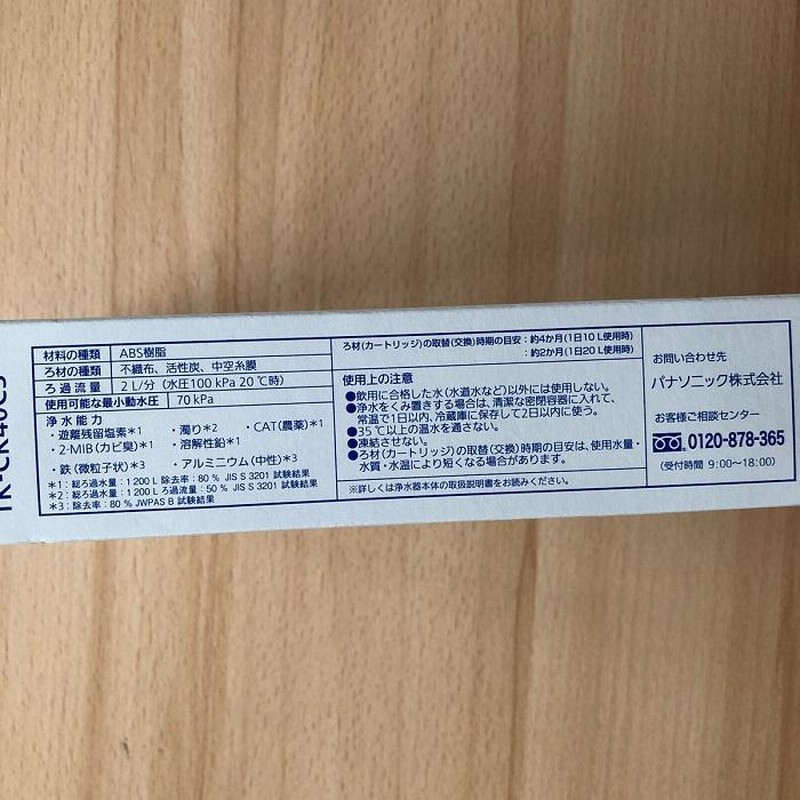 TK-CK40C3
材料の種類 ABS樹脂
ろ材の種類 不織布、活性炭、中空糸膜
ろ過流量 2 L/分（水圧100 kPa 20 ℃時）
使用可能な最小動水圧 70 kPa
浄水能力
・遊離残留塩素*1 ・濁り*2 ・CAT(農薬)*1
・2-MIB(カビ臭)*1 ・溶解性鉛*1
・鉄(微粒子状)*3 ・アルミニウム(中性)*3
*1：総ろ過水量：1 200 L 除去率：80 % JIS S 3201 試験結果
*2：総ろ過水量：1 200 L ろ過流量：50 % JIS S 3201 試験結果
*3：除去率：80 % JWPAS B 試験結果
ろ材(カートリッジ)の取替(交換)時期の目安：約4か月(1日10 L使用時)
：約2か月(1日20 L使用時)
使用上の注意
●飲用に合格した水(水道水など)以外には使用しない。
●浄水をくみ置きする場合は、清潔な密閉容器に入れて、
常温で1日以内、冷蔵庫に保存して2日以内に使う。
●35 ℃以上の温水を通さない。
●凍結させない。
●ろ材(カートリッジ)の取替(交換)時期の目安は、使用水量・
水質・水温により短くなる場合があります。
※詳しくは浄水器本体の取扱説明書をお読みください。
お問い合わせ先
パナソニック株式会社
お客様ご相談センター
0120-878-365
（受付時間 9:00〜18:00）